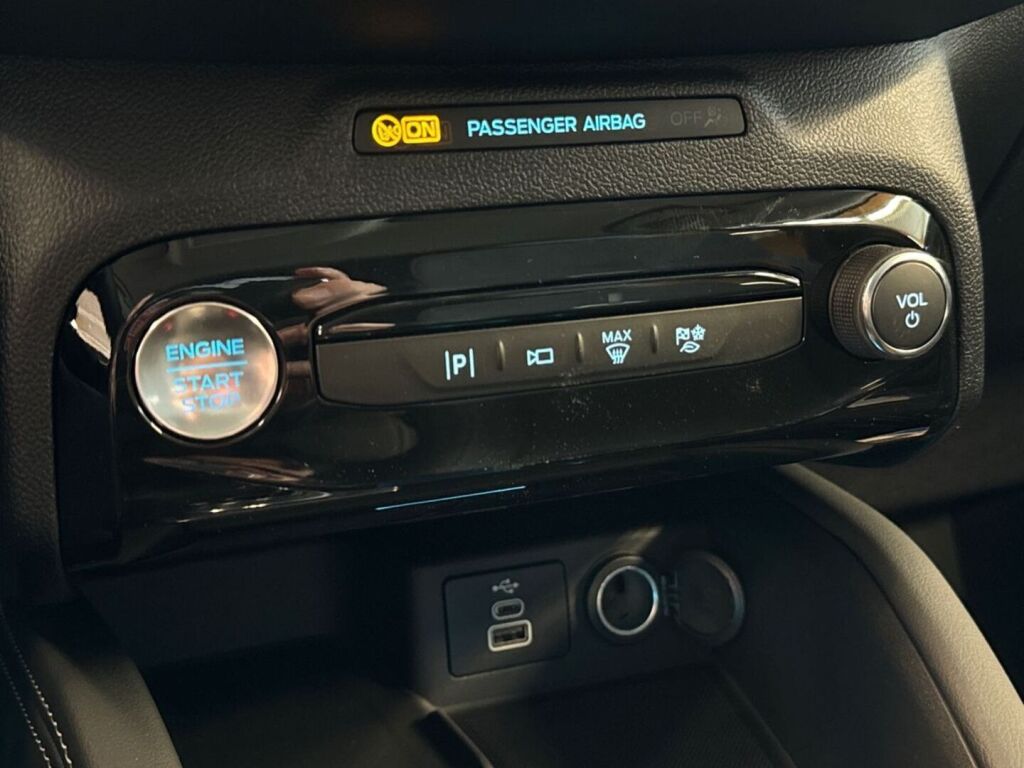 ON PASSENGER AIRBAG OFF
ENGINE
START
STOP
P
MAX
VOL